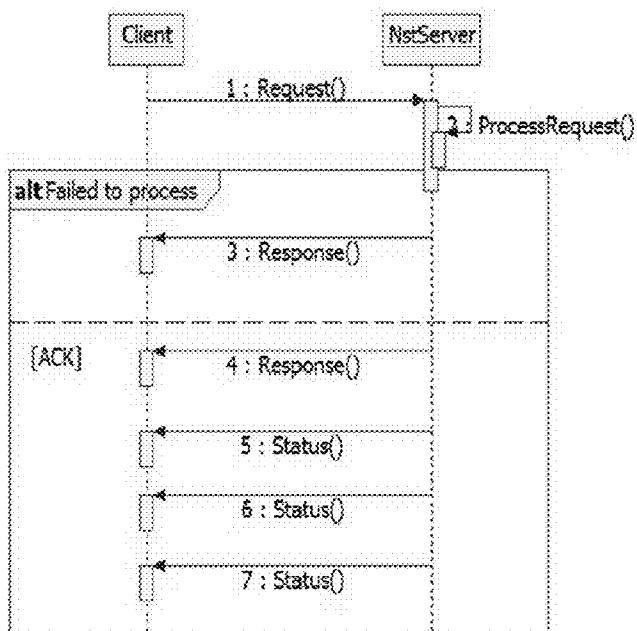 Client
NstServer
1 : Request()
2 : ProcessRequest()
alt Failed to process
3 : Response()
[ACK]
4 : Response()
5 : Status()
6 : Status()
7 : Status()